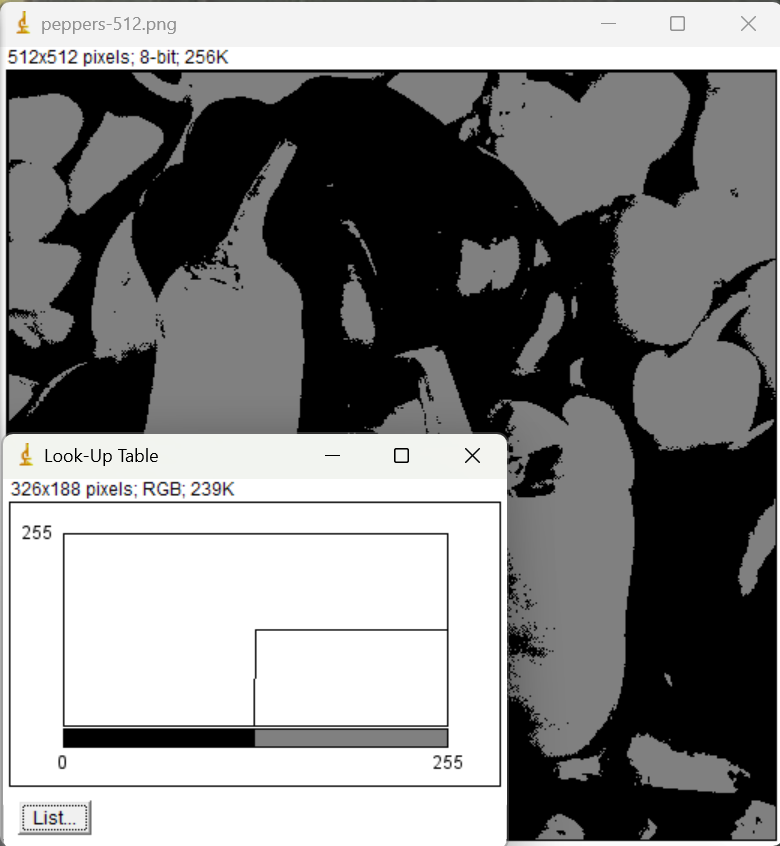 peppers-512.png
512x512 pixels; 8-bit; 256K
Look-Up Table
326x188 pixels; RGB; 239K
255
0 255
List...